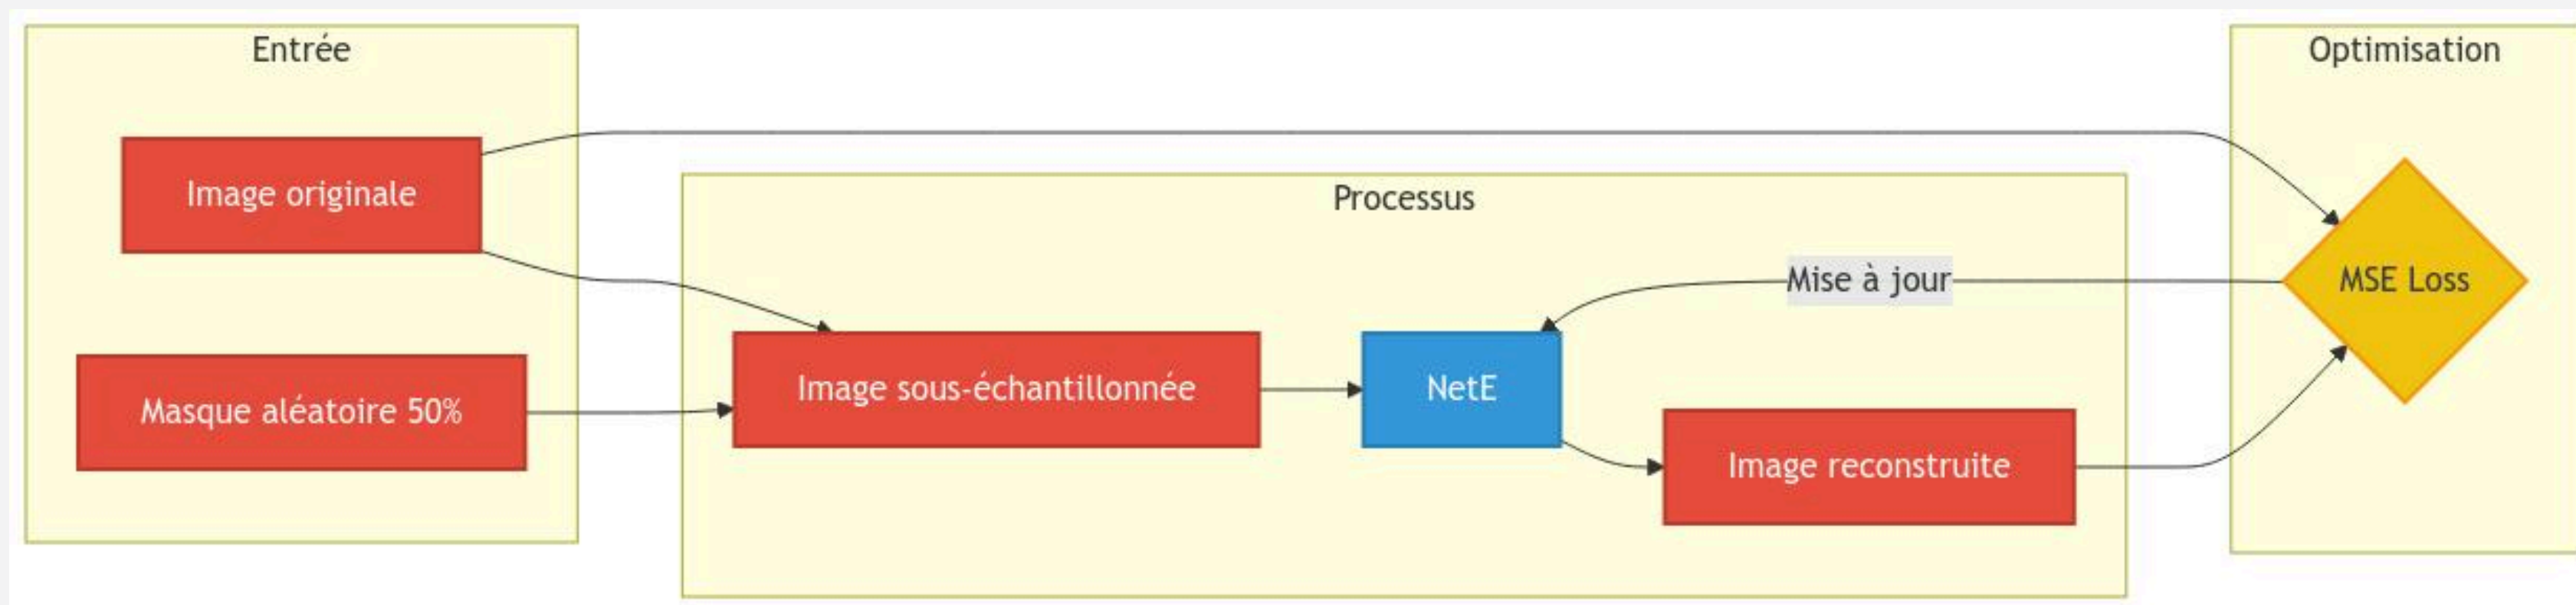 Entrée
Image originale
Masque aléatoire 50%
Processus
Image sous-échantillonnée
NetE
Mise à jour
Image reconstruite
Optimisation
MSE Loss